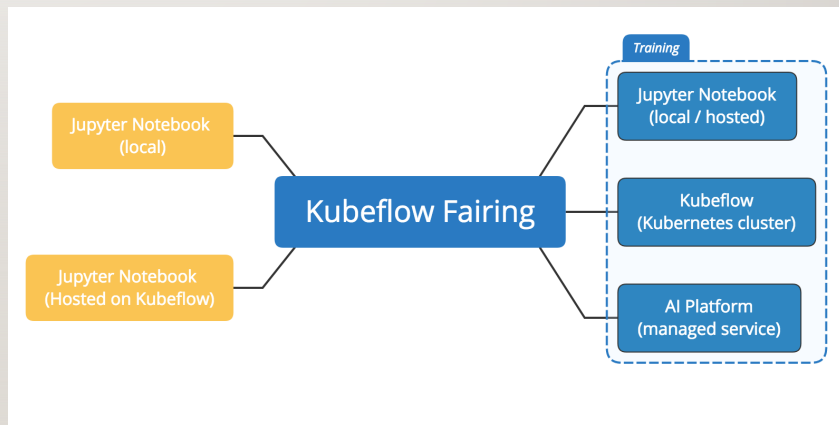 Training
Jupyter Notebook
(local)
Jupyter Notebook
(Hosted on Kubeflow)
Kubeflow Fairing
Jupyter Notebook
(local / hosted)
Kubeflow
(Kubernetes cluster)
AI Platform
(managed service)